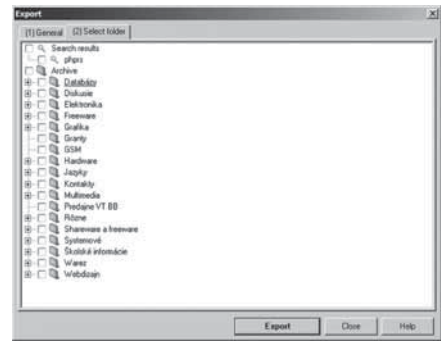 Export
(1) General (2) Select folder
Search results
phprs
Archive
Databázy
Diskusie
Elektronika
Freeware
Grafika
Granty
GSM
Hardware
Jazyky
Kontakty
Multimedia
Predajne VT BB
Rôzne
Shareware a freeware
Systemové
Školské informácie
Warez
Webdizajn
Export Close Help